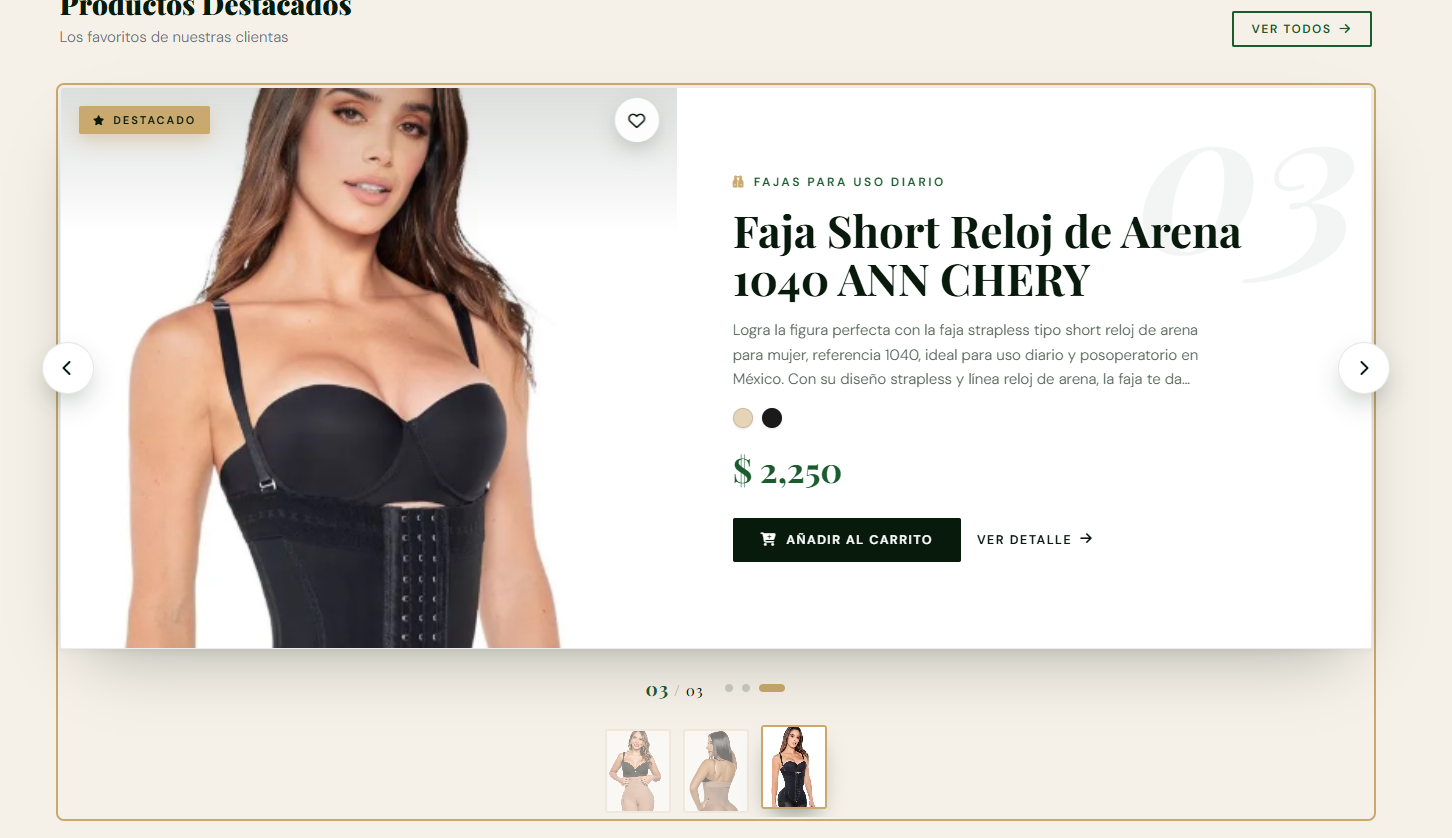 Productos Destacados
Los favoritos de nuestras clientas
VER TODOS →
DESTACADO
03
FAJAS PARA USO DIARIO
Faja Short Reloj de Arena
1040 ANN CHERY
Logra la figura perfecta con la faja strapless tipo short reloj de arena
para mujer, referencia 1040, ideal para uso diario y posoperatorio en
México. Con su diseño strapless y línea reloj de arena, la faja te da...
$ 2,250
AÑADIR AL CARRITO
VER DETALLE →
03 / 03